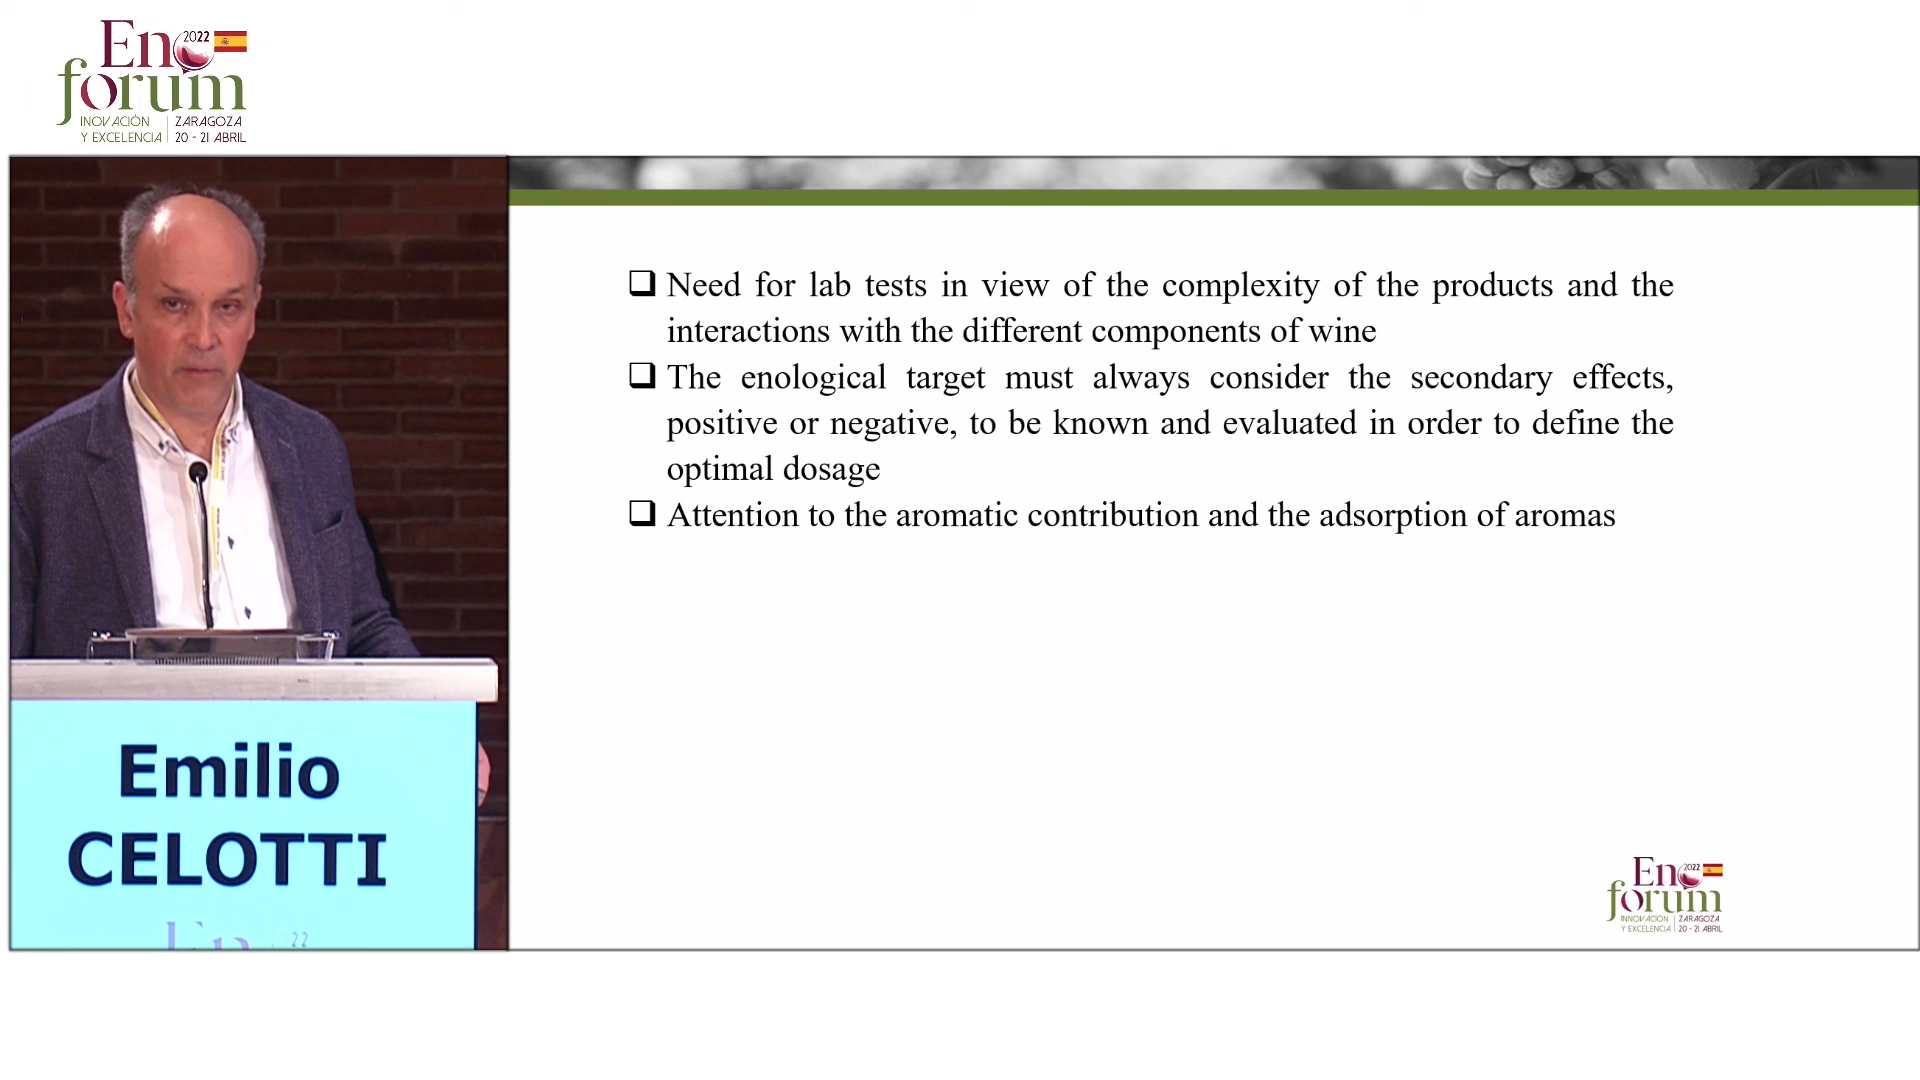 En 2022
forum
INOVACIÓN | ZARAGOZA
Y EXCELENCIA | 20 - 21 ABRIL
Need for lab tests in view of the complexity of the products and the
interactions with the different components of wine
The enological target must always consider the secondary effects,
positive or negative, to be known and evaluated in order to define the
optimal dosage
Attention to the aromatic contribution and the adsorption of aromas
Emilio
CELOTTI
En 22
En 2022
forum
INNOVACIÓN | ZARAGOZA
Y EXCELENCIA | 20 - 21 ABRIL